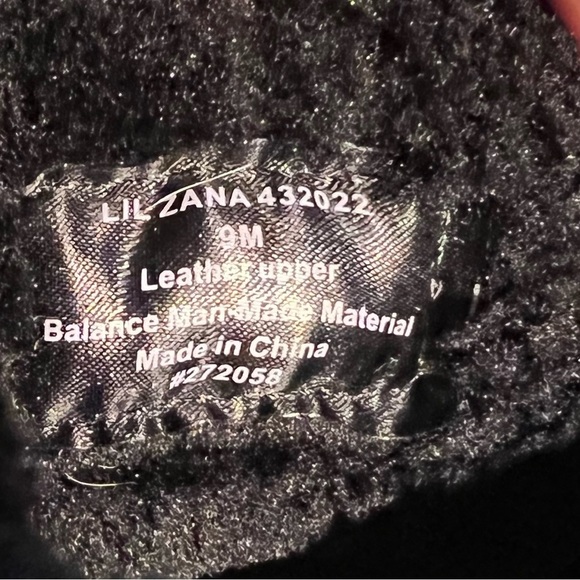 LIL ZANA 432022
9M
Leather upper
Balance Man-Made Material
Made in China
#272058